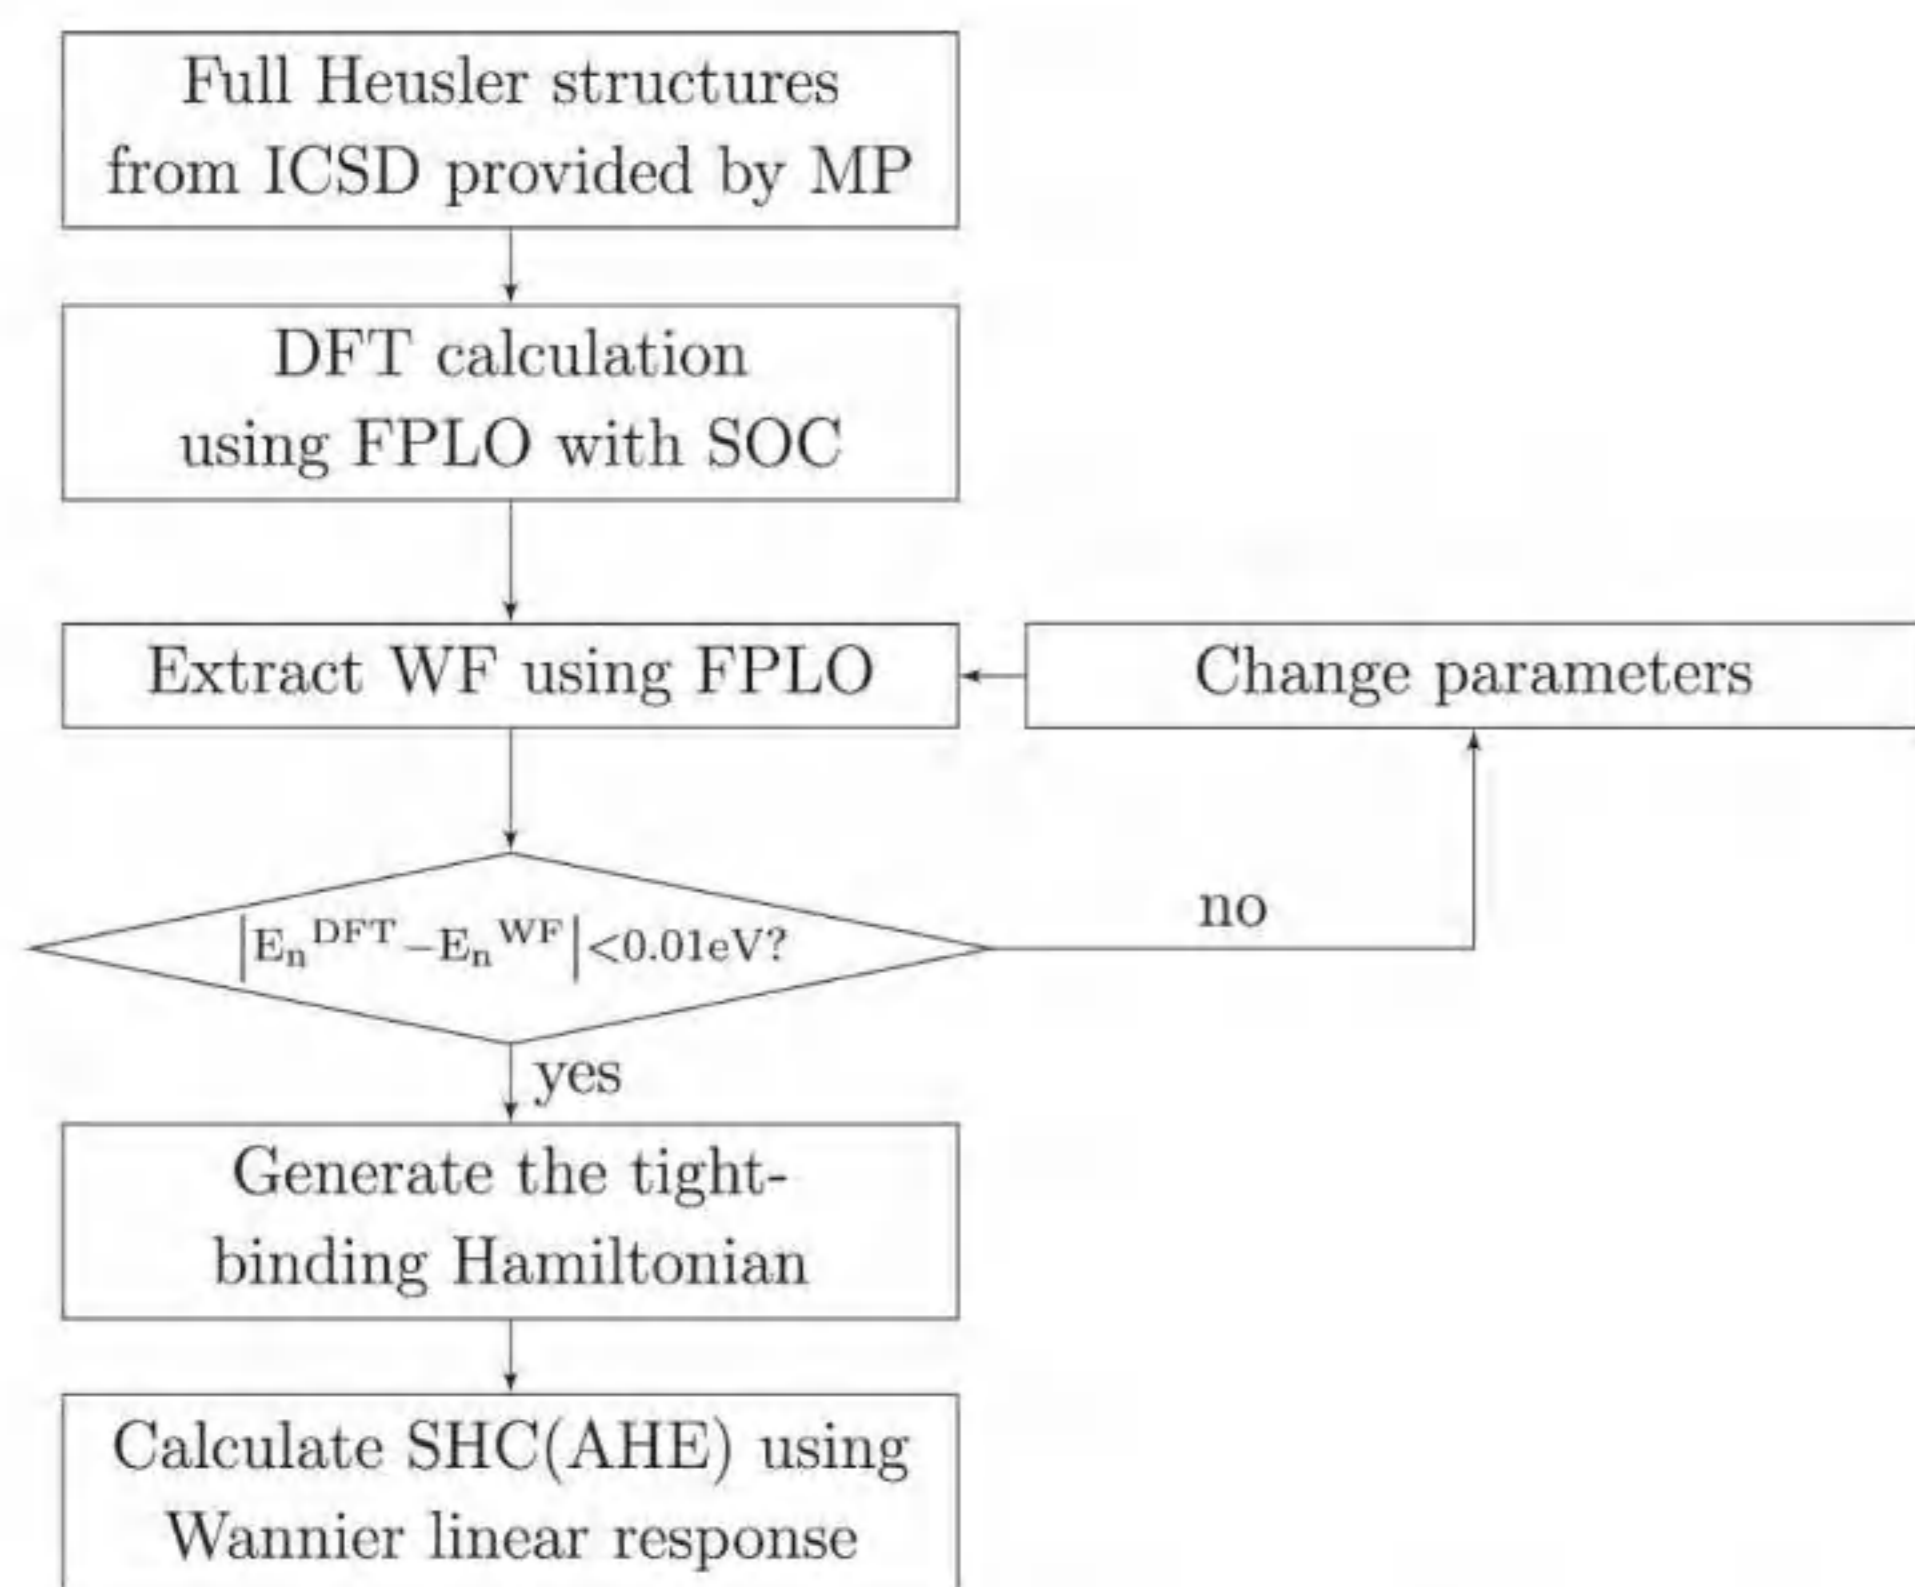 Full Heusler structures
from ICSD provided by MP
DFT calculation
using FPLO with SOC
Extract WF using FPLO
Change parameters
|Eₙ^DFT−Eₙ^WF|<0.01eV?
no
yes
Generate the tight-
binding Hamiltonian
Calculate SHC(AHE) using
Wannier linear response